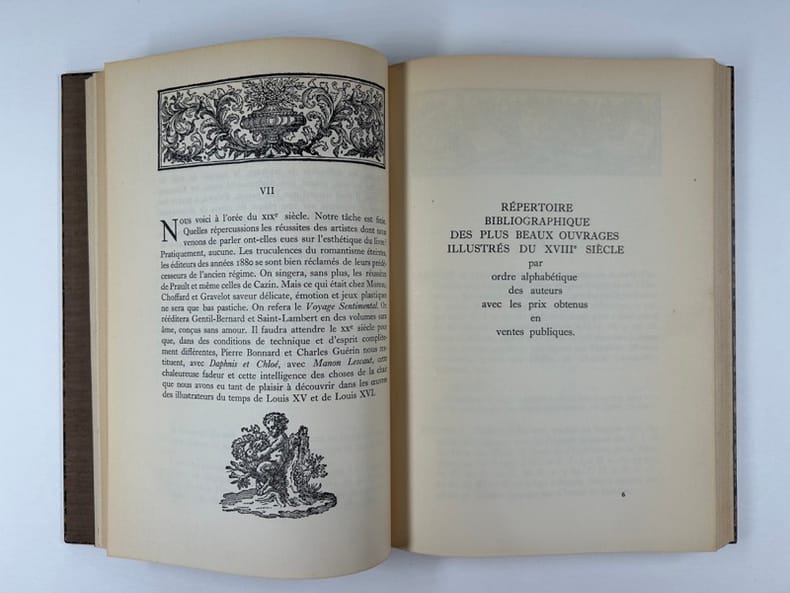 VII
Nous voici à l'orée du XIXe siècle. Notre tâche est finie.
Quelles répercussions les réussites des artistes dont nous
venons de parler ont-elles eues sur l'esthétique du livre?
Pratiquement, aucune. Les truculences du romantisme éteintes,
les éditeurs des années 1880 se sont bien réclamés de leurs prédé-
cesseurs de l'ancien régime. On singera, sans plus, les réussites
de Prault et même celles de Cazin. Mais ce qui était chez Moreau,
Choffard et Gravelot saveur délicate, émotion et jeux plastiques
ne sera que bas pastiche. On refera le Voyage Sentimental. On
rééditera Gentil-Bernard et Saint-Lambert en des volumes sans
âme, conçus sans amour. Il faudra attendre le XXe siècle pour
que, dans des conditions de technique et d'esprit complète-
ment différentes, Pierre Bonnard et Charles Guérin nous res-
tituent, avec Daphnis et Chloé, avec Manon Lescaut, cette
chaleureuse fadeur et cette intelligence des choses de la chair
que nous avons eu tant de plaisir à découvrir dans les œuvres
des illustrateurs du temps de Louis XV et de Louis XVI.
RÉPERTOIRE
BIBLIOGRAPHIQUE
DES PLUS BEAUX OUVRAGES
ILLUSTRÉS DU XVIIIe SIÈCLE
par
ordre alphabétique
des auteurs
avec les prix obtenus
en
ventes publiques.
6